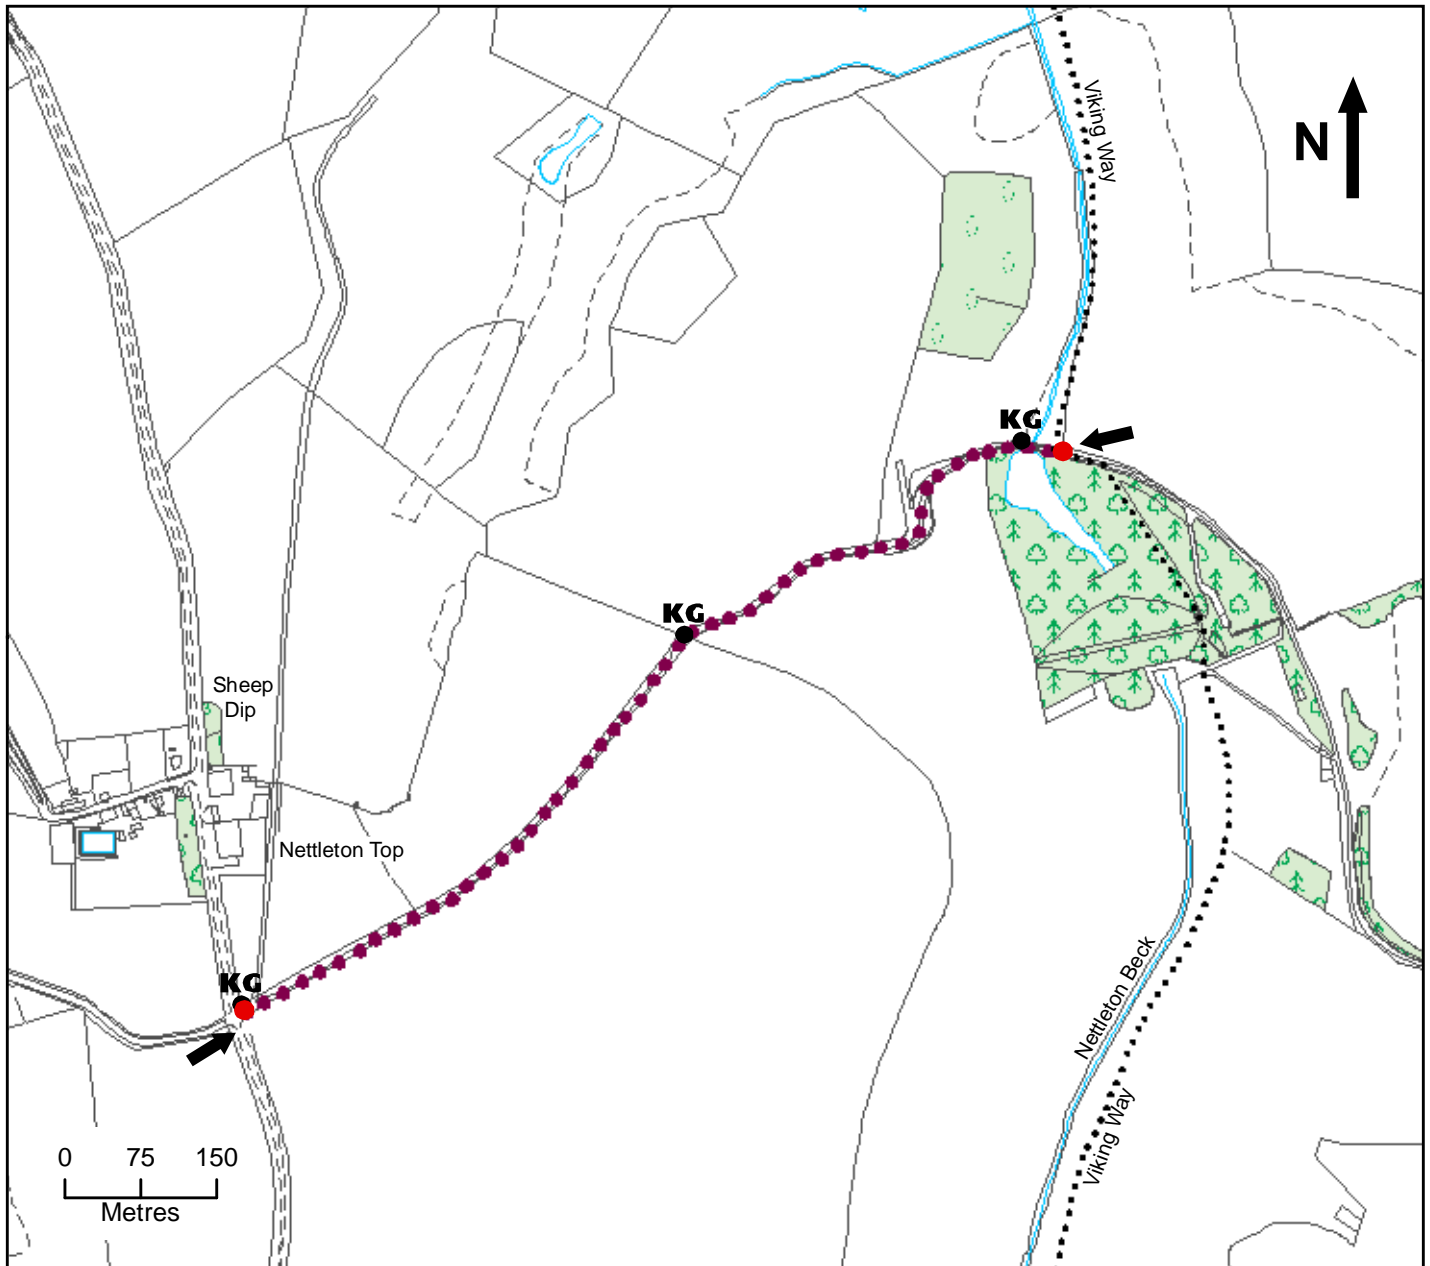 Viking Way
N
KG
KG
Sheep
Dip
Nettleton Top
KG
Nettleton Beck
Viking Way
0 75 150
Metres